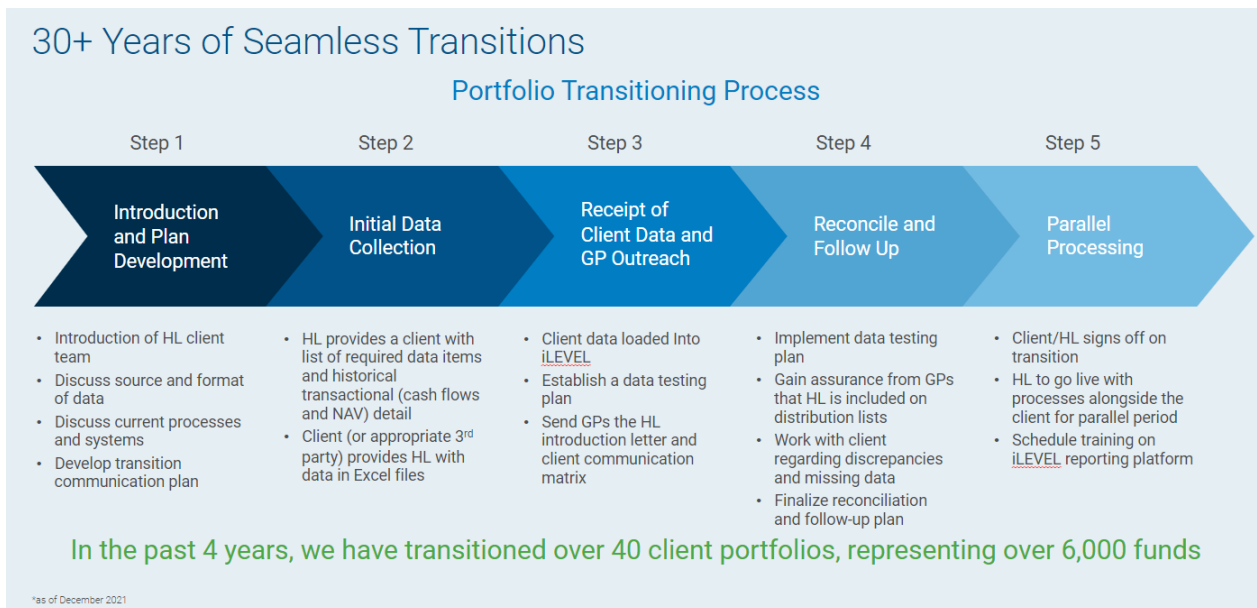 30+ Years of Seamless Transitions
Portfolio Transitioning Process
Step 1
Step 2
Step 3
Step 4
Step 5
Introduction
and Plan
Development
Initial Data
Collection
Receipt of
Client Data and
GP Outreach
Reconcile and
Follow Up
Parallel
Processing
• Introduction of HL client
team
• Discuss source and format
of data
• Discuss current processes
and systems
• Develop transition
communication plan
• HL provides a client with
list of required data items
and historical
transactional (cash flows
and NAV) detail
• Client (or appropriate 3rd
party) provides HL with
data in Excel files
• Client data loaded Into
iLEVEL
• Establish a data testing
plan
• Send GPs the HL
introduction letter and
client communication
matrix
• Implement data testing
plan
• Gain assurance from GPs
that HL is included on
distribution lists
• Work with client
regarding discrepancies
and missing data
• Finalize reconciliation
and follow-up plan
• Client/HL signs off on
transition
• HL to go live with
processes alongside the
client for parallel period
• Schedule training on
iLEVEL reporting platform
In the past 4 years, we have transitioned over 40 client portfolios, representing over 6,000 funds
*as of December 2021